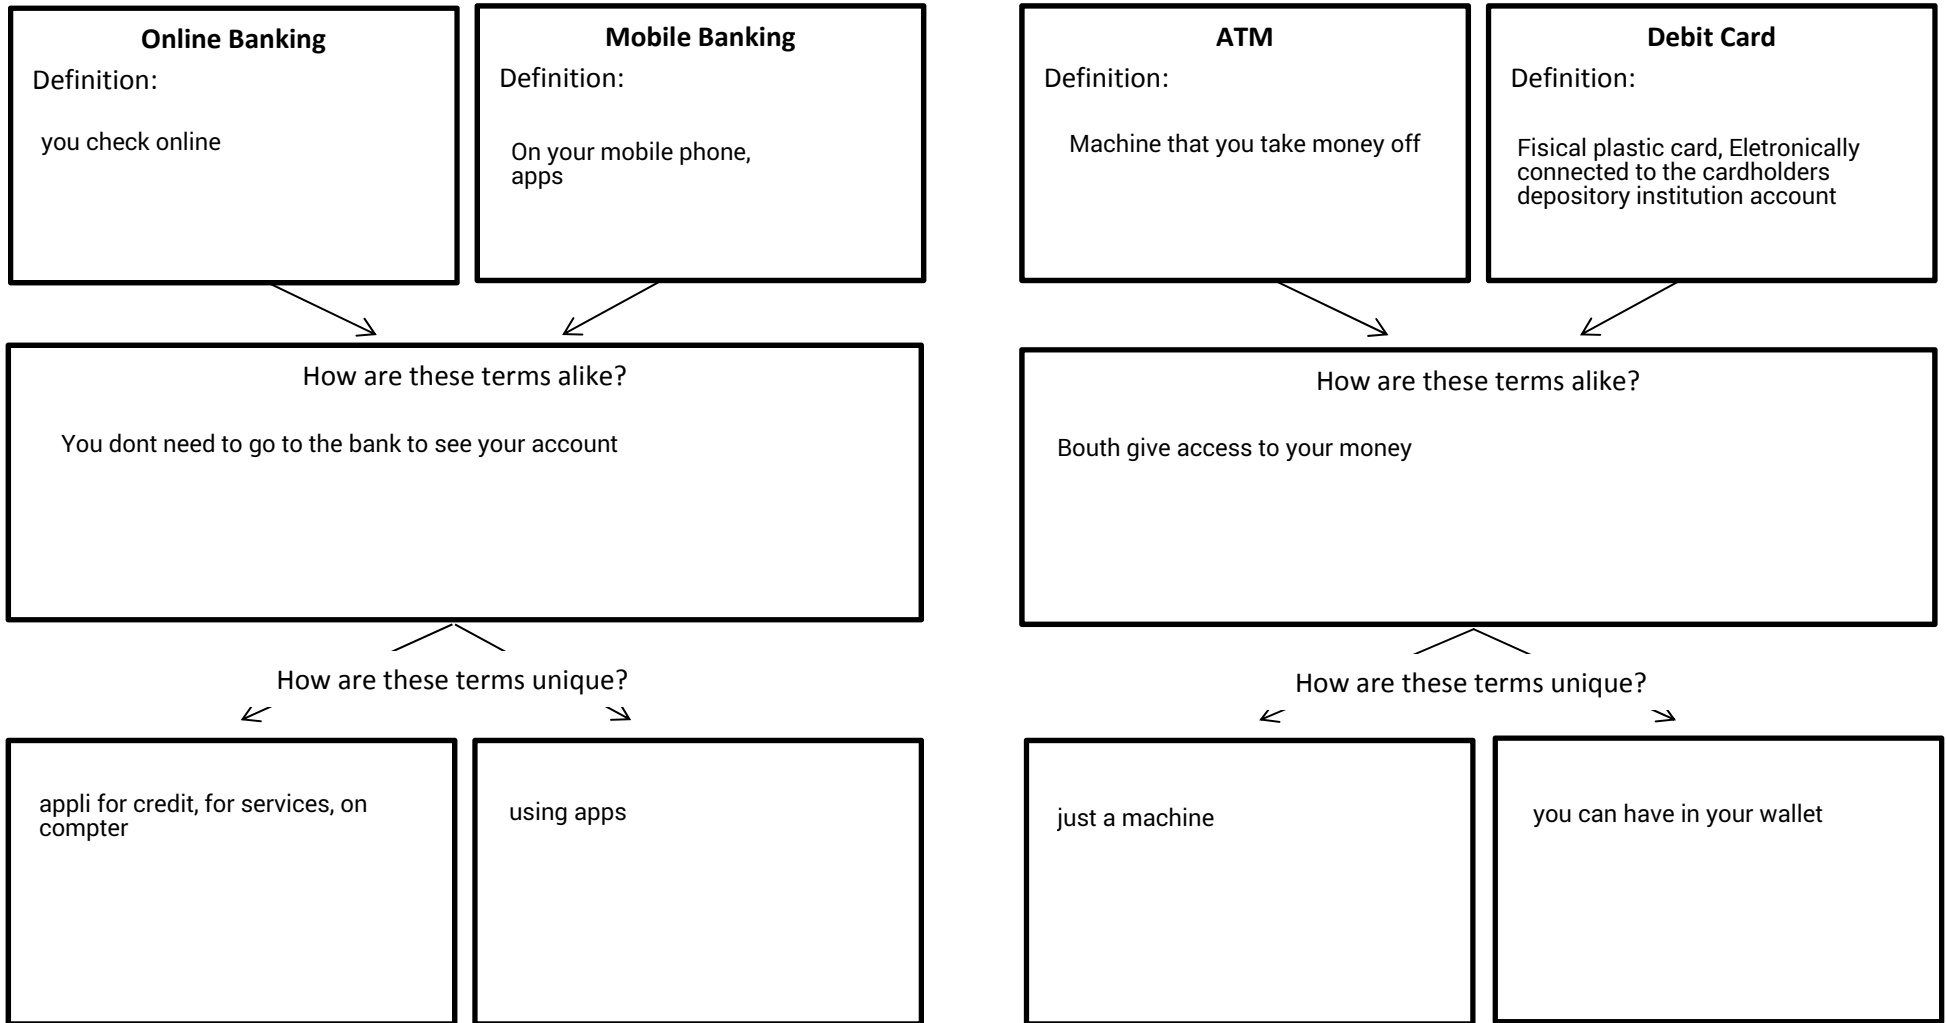 Online Banking
Definition:
you check online
Mobile Banking
Definition:
On your mobile phone,
apps
How are these terms alike?
You dont need to go to the bank to see your account
How are these terms unique?
appli for credit, for services, on
compter
using apps
ATM
Definition:
Machine that you take money off
Debit Card
Definition:
Fisical plastic card, Eletronically
connected to the cardholders
depository institution account
How are these terms alike?
Bouth give access to your money
How are these terms unique?
just a machine
you can have in your wallet